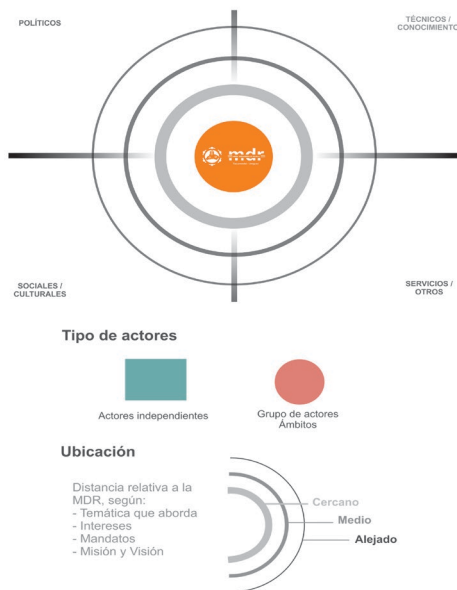 POLÍTICOS
TÉCNICOS /
CONOCIMIENTO
mdr
SOCIALES /
CULTURALES
SERVICIOS /
OTROS
Tipo de actores
Actores independientes
Grupo de actores
Ámbitos
Ubicación
Distancia relativa a la
MDR, según:
- Temática que aborda
- Intereses
- Mandatos
- Misión y Visión
Cercano
Medio
Alejado